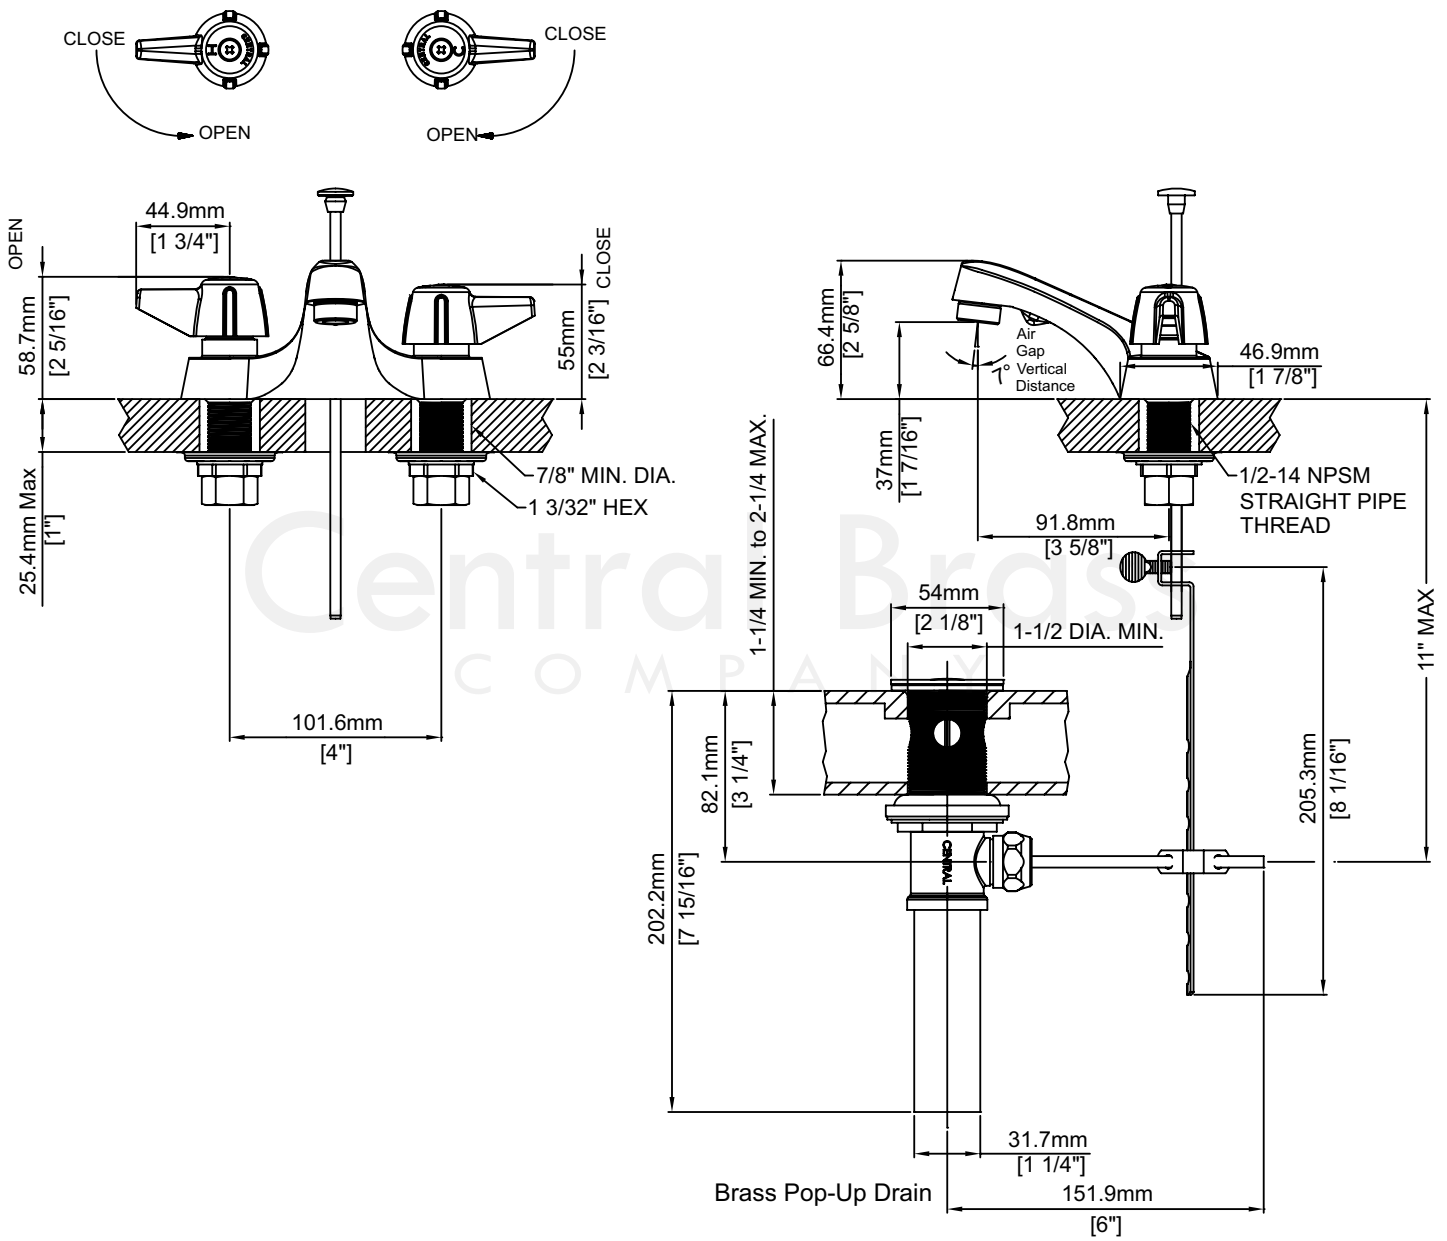 CLOSE
CLOSE
H
CENTRAL
CENTRAL
C
OPEN
OPEN
OPEN
44.9mm
[1 3/4"]
CLOSE
58.7mm
[2 5/16"]
55mm
[2 3/16"]
66.4mm
[2 5/8"]
Air
Gap
Vertical
Distance
7°
46.9mm
[1 7/8"]
37mm
[1 7/16"]
25.4mm Max
[1"]
7/8" MIN. DIA.
1 3/32" HEX
1/2-14 NPSM
STRAIGHT PIPE
THREAD
91.8mm
[3 5/8"]
Central Brass
COMPANY
1-1/4 MIN. to 2-1/4 MAX.
54mm
[2 1/8"]
1-1/2 DIA. MIN.
11" MAX
101.6mm
[4"]
82.1mm
[3 1/4"]
205.3mm
[8 1/16"]
CENTRAL
202.2mm
[7 15/16"]
31.7mm
[1 1/4"]
Brass Pop-Up Drain
151.9mm
[6"]